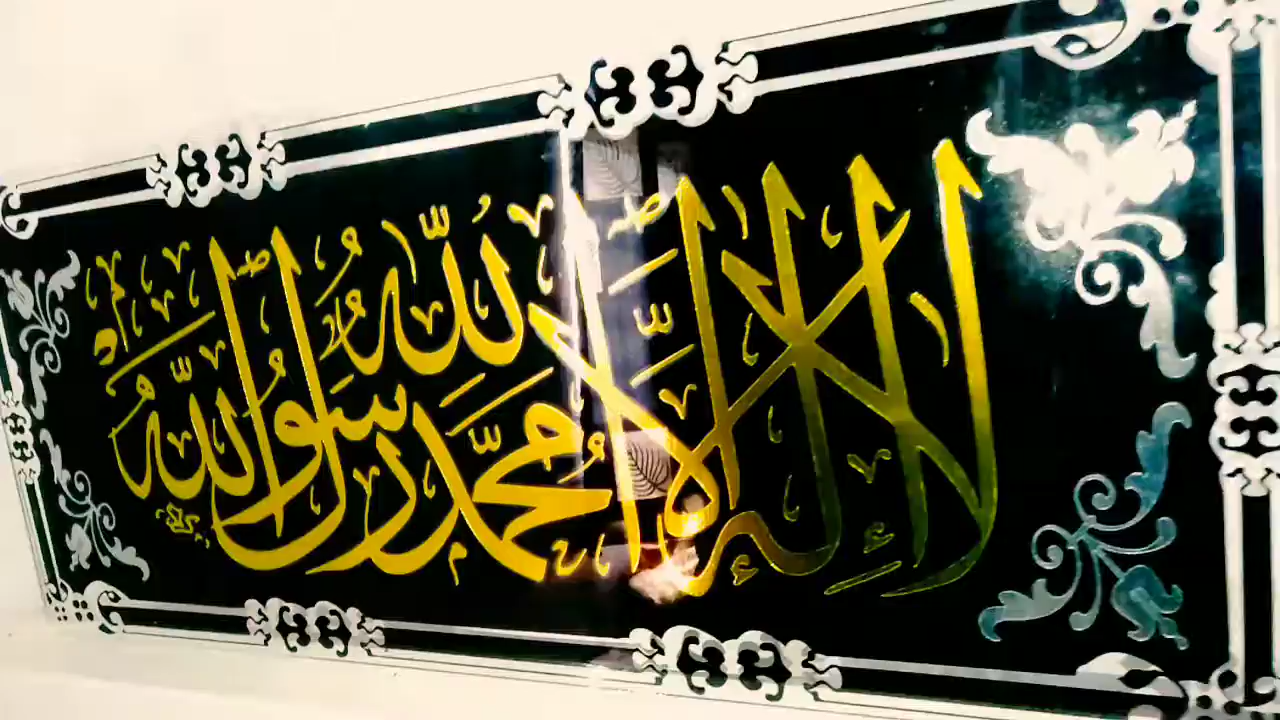 لا إله إلا الله محمد رسول الله